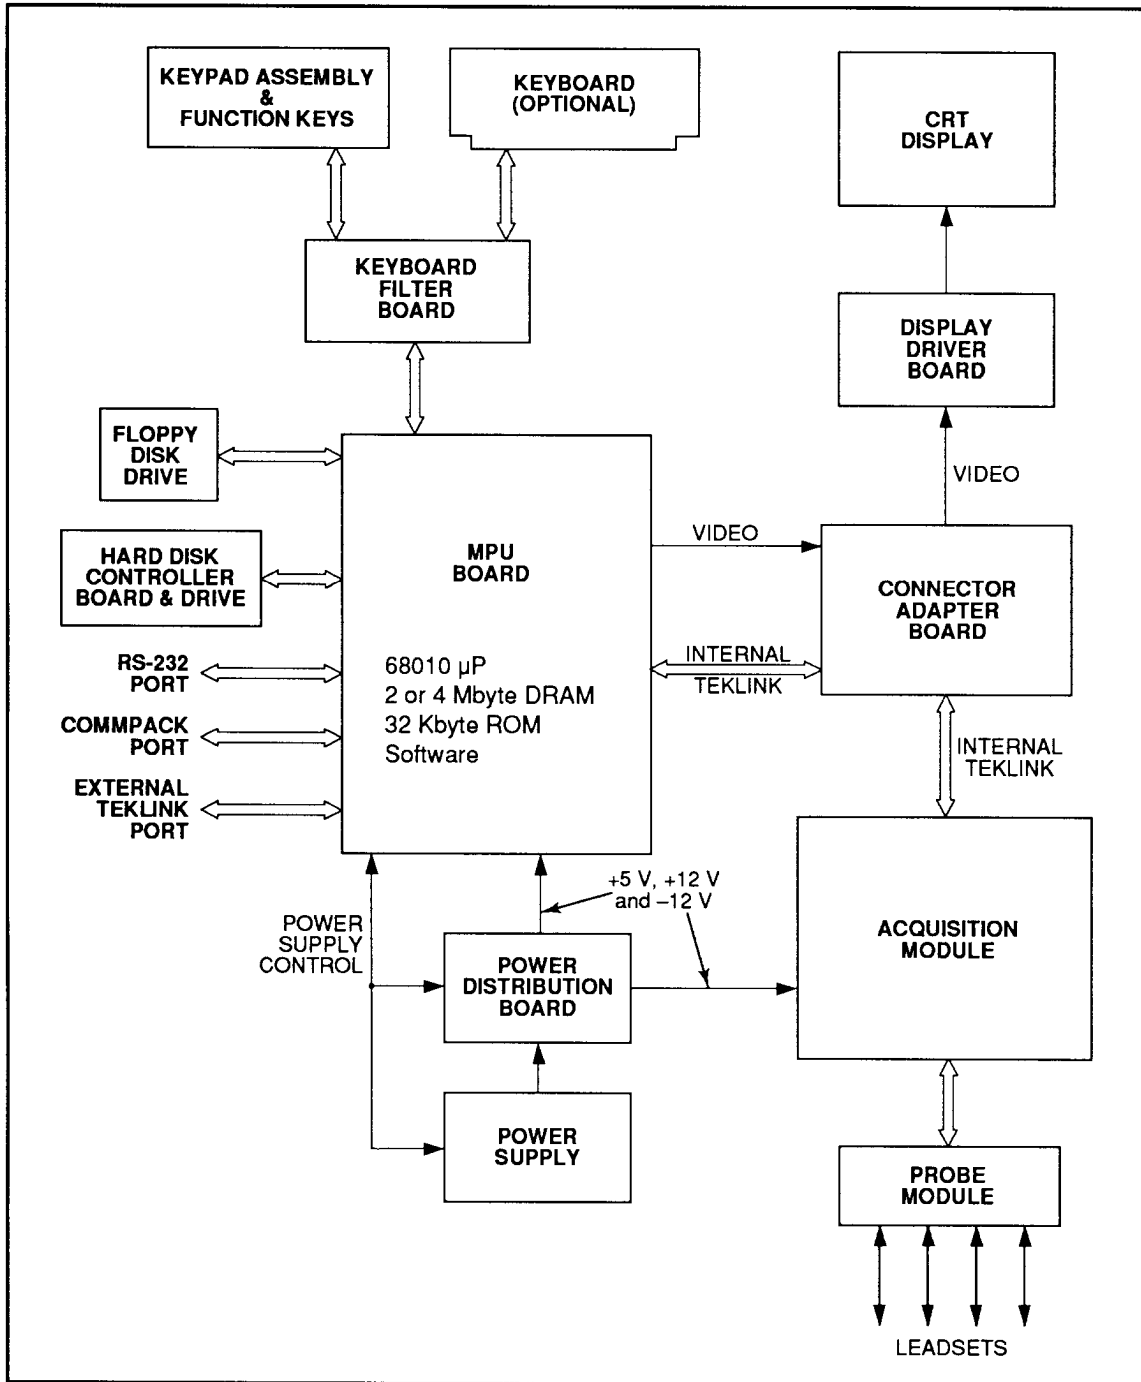 KEYPAD ASSEMBLY
&
FUNCTION KEYS
KEYBOARD
(OPTIONAL)
CRT
DISPLAY
KEYBOARD
FILTER
BOARD
DISPLAY
DRIVER
BOARD
FLOPPY
DISK
DRIVE
VIDEO
HARD DISK
CONTROLLER
BOARD & DRIVE
MPU
BOARD
VIDEO
CONNECTOR
ADAPTER
BOARD
RS-232
PORT
68010 µP
2 or 4 Mbyte DRAM
32 Kbyte ROM
Software
INTERNAL
TEKLINK
COMMPACK
PORT
INTERNAL
TEKLINK
EXTERNAL
TEKLINK
PORT
+5 V, +12 V
and –12 V
POWER
SUPPLY
CONTROL
POWER
DISTRIBUTION
BOARD
ACQUISITION
MODULE
POWER
SUPPLY
PROBE
MODULE
LEADSETS